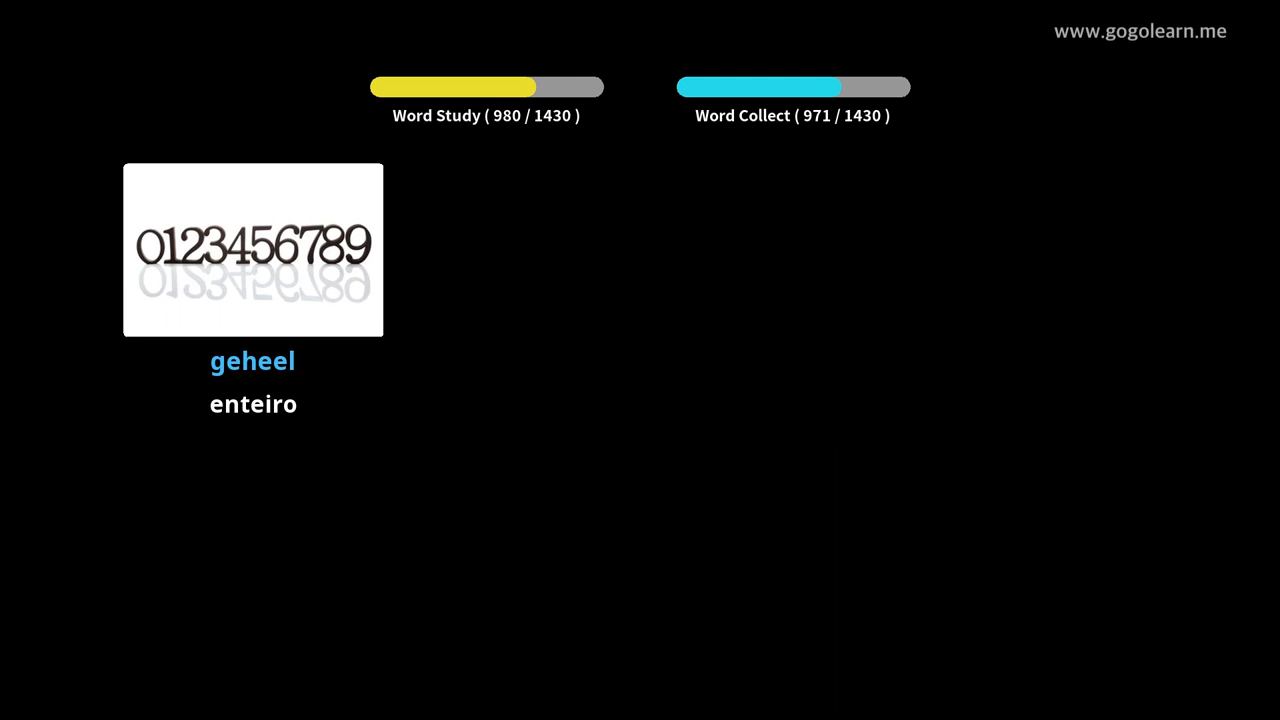 www.gogolearn.me
Word Study ( 980 / 1430 )
Word Collect ( 971 / 1430 )
0123456789
geheel
enteiro